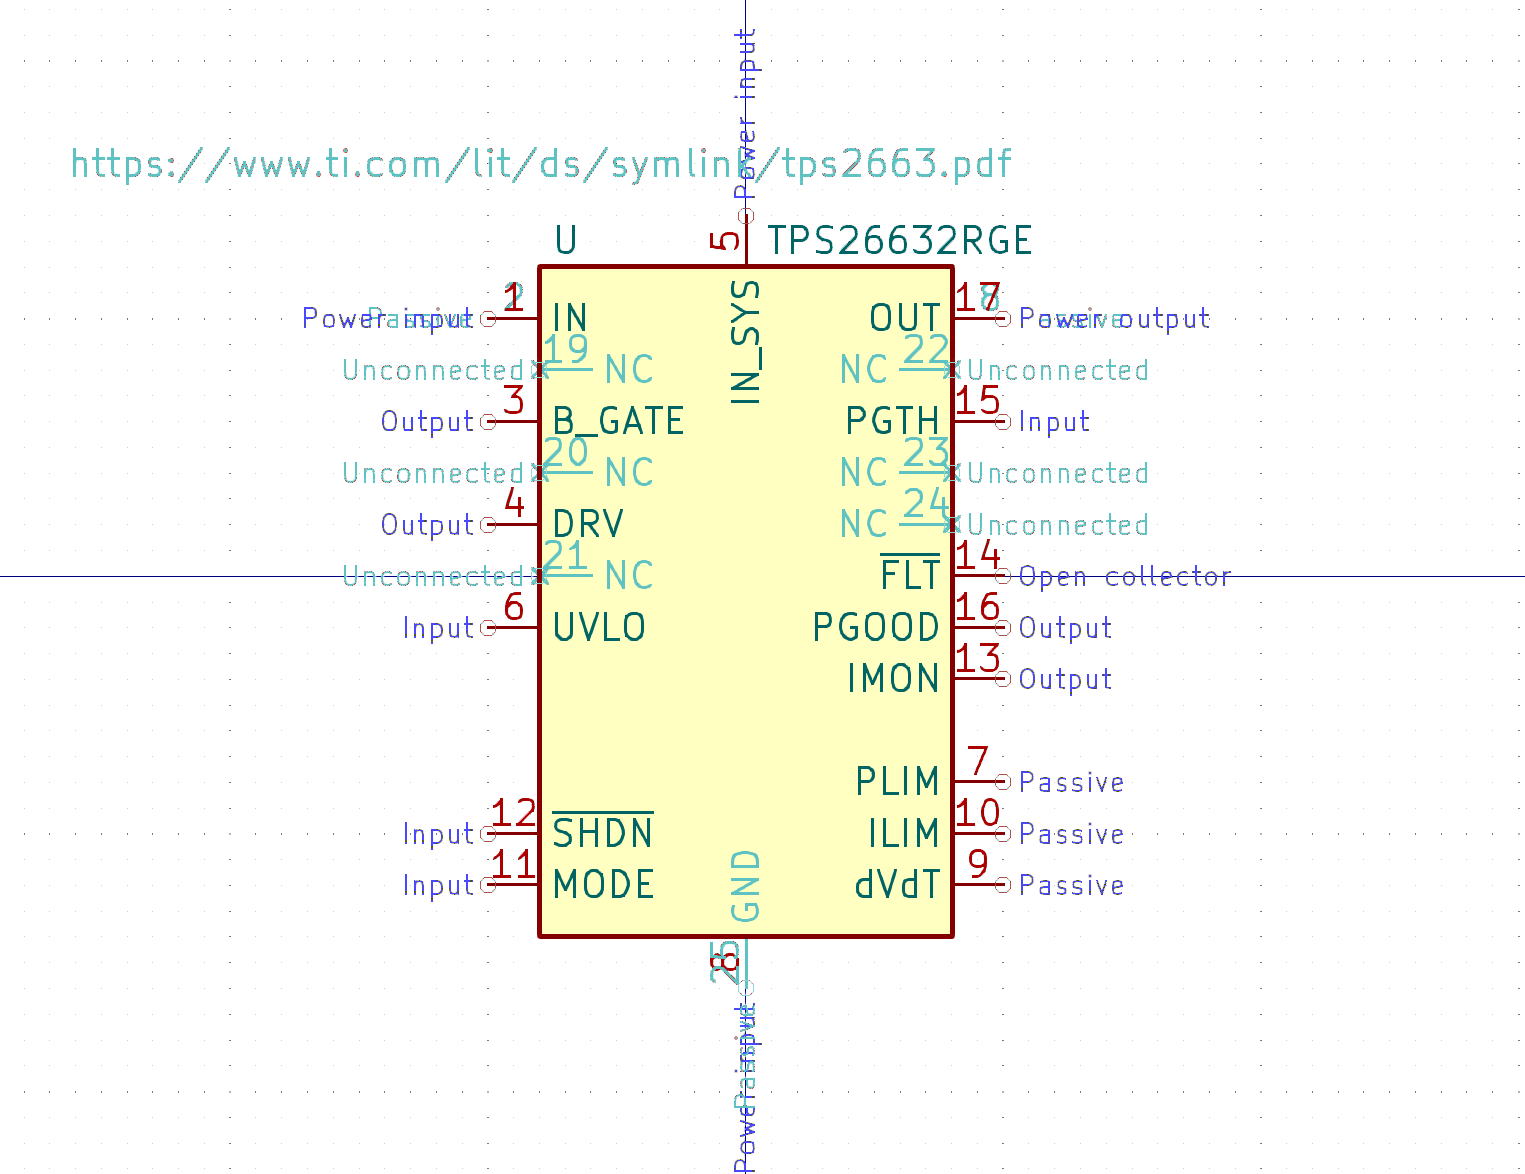 Power input
https://www.ti.com/lit/ds/symlink/tps2663.pdf
U
5
TPS26632RGE
IN_SYS
Power input
1
IN
OUT
17
Power output
Unconnected
19
NC
NC
22
Unconnected
Output
3
B_GATE
PGTH
15
Input
Unconnected
20
NC
NC
23
Unconnected
Output
4
DRV
NC
24
Unconnected
Unconnected
21
NC
FLT
14
Open collector
Input
6
UVLO
PGOOD
16
Output
IMON
13
Output
PLIM
7
Passive
Input
12
SHDN
ILIM
10
Passive
Input
11
MODE
dVdT
9
Passive
GND
25
Passive
Power input